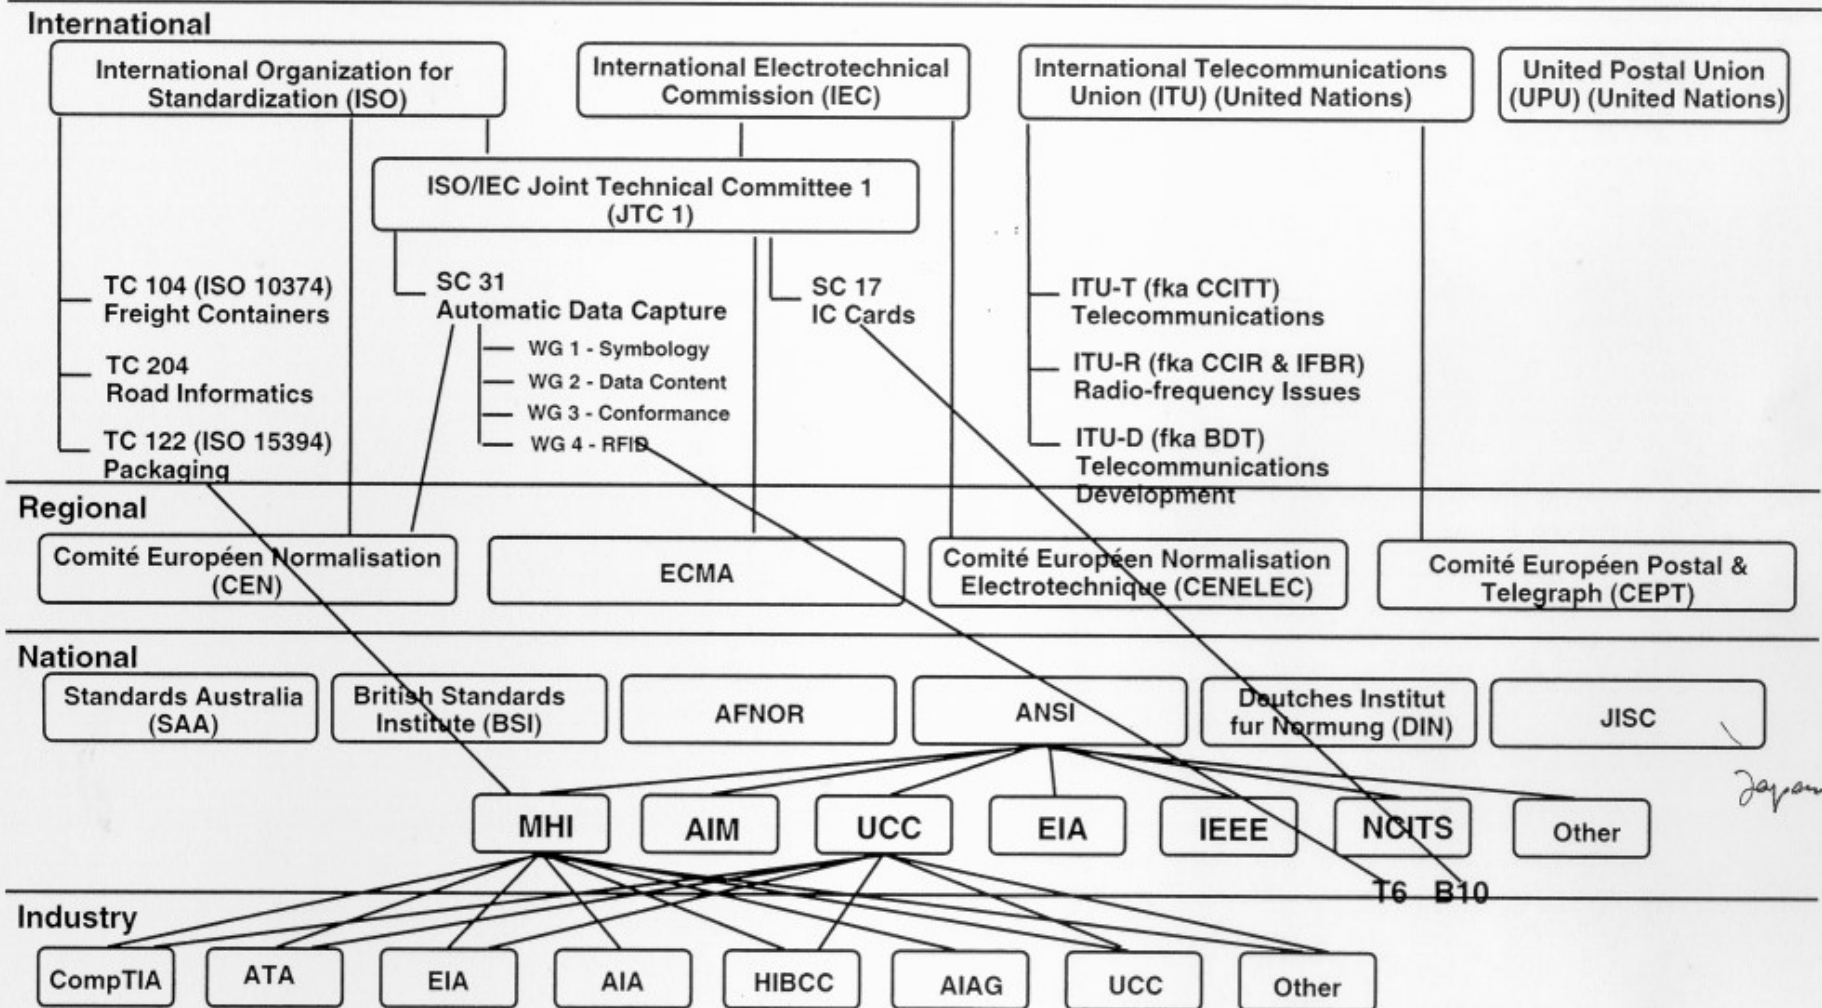 International
International Organization for
Standardization (ISO)
International Electrotechnical
Commission (IEC)
International Telecommunications
Union (ITU) (United Nations)
United Postal Union
(UPU) (United Nations)
ISO/IEC Joint Technical Committee 1
(JTC 1)
TC 104 (ISO 10374)
Freight Containers
TC 204
Road Informatics
TC 122 (ISO 15394)
Packaging
SC 31
Automatic Data Capture
WG 1 - Symbology
WG 2 - Data Content
WG 3 - Conformance
WG 4 - RFID
SC 17
IC Cards
ITU-T (fka CCITT)
Telecommunications
ITU-R (fka CCIR & IFBR)
Radio-frequency Issues
ITU-D (fka BDT)
Telecommunications
Development
Regional
Comité Européen Normalisation
(CEN)
ECMA
Comité Européen Normalisation
Electrotechnique (CENELEC)
Comité Européen Postal &
Telegraph (CEPT)
National
Standards Australia
(SAA)
British Standards
Institute (BSI)
AFNOR
ANSI
Deutches Institut
fur Normung (DIN)
JISC
Japan
MHI
AIM
UCC
EIA
IEEE
NCITS
Other
T6 B10
Industry
CompTIA
ATA
EIA
AIA
HIBCC
AIAG
UCC
Other